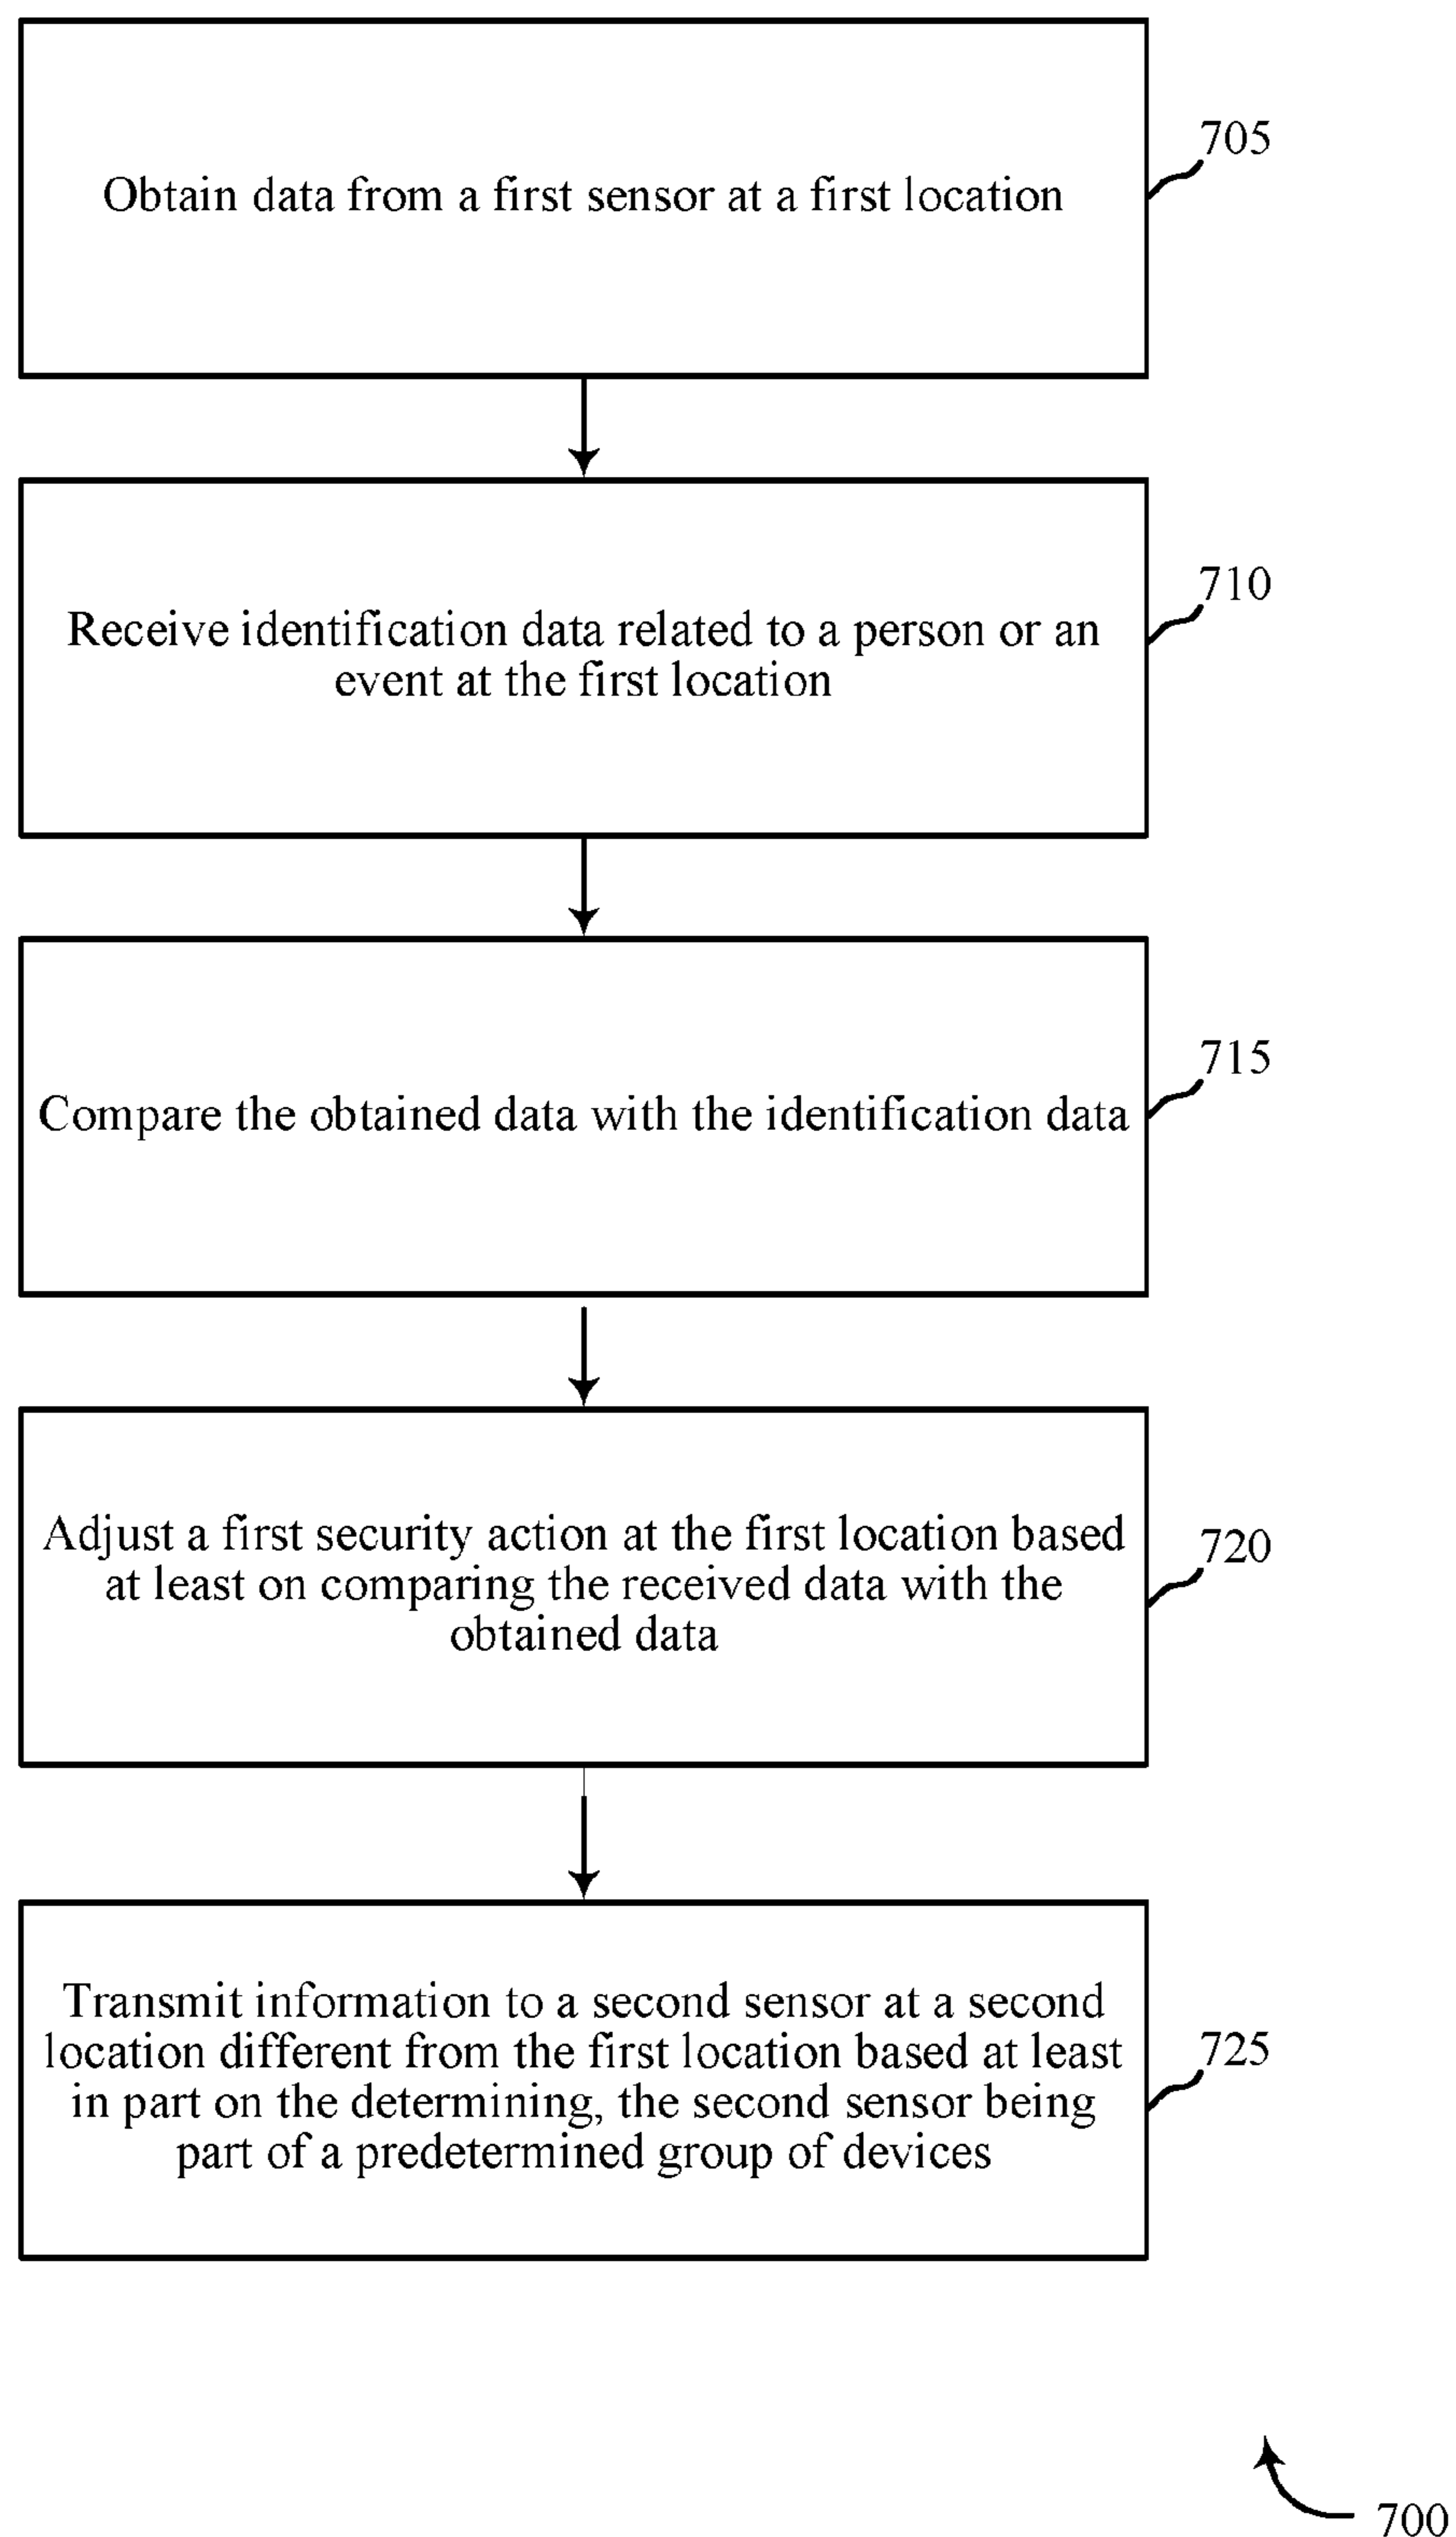 Obtain data from a first sensor at a first location
705
Receive identification data related to a person or an
event at the first location
710
Compare the obtained data with the identification data
715
Adjust a first security action at the first location based
at least on comparing the received data with the
obtained data
720
Transmit information to a second sensor at a second
location different from the first location based at least
in part on the determining, the second sensor being
part of a predetermined group of devices
725
700